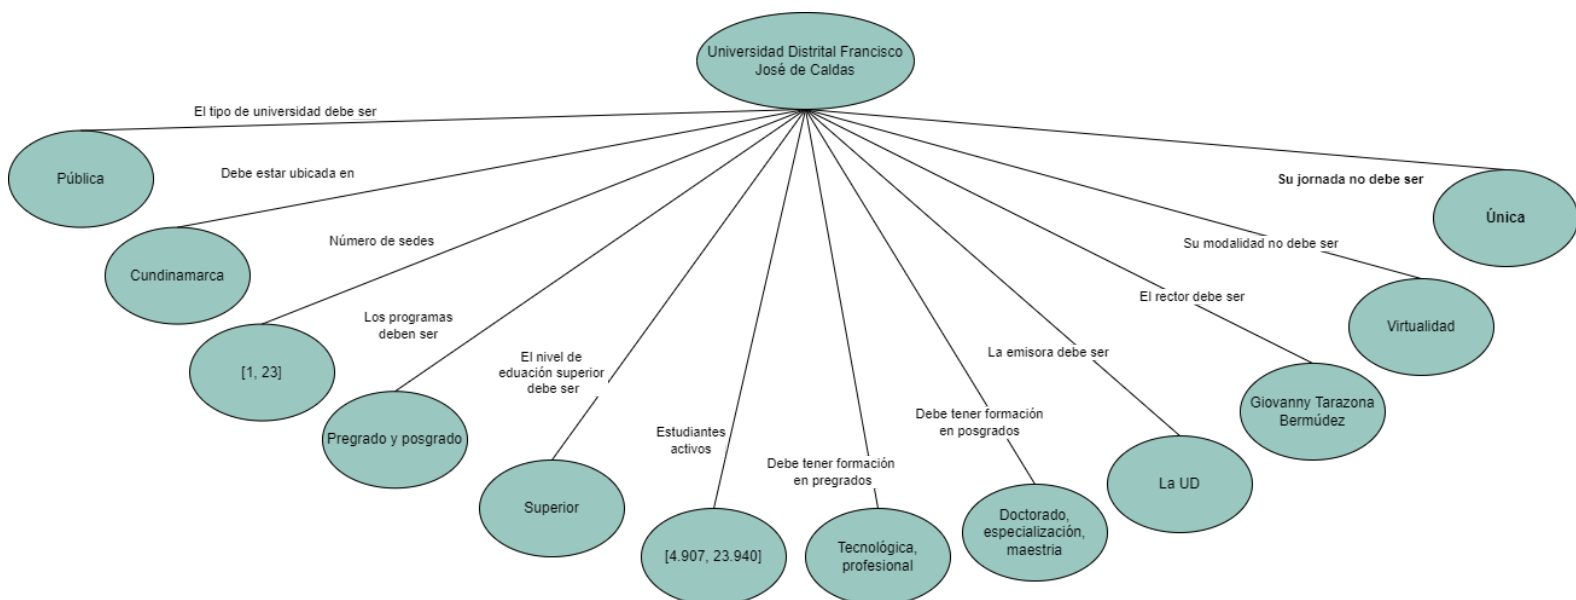 Universidad Distrital Francisco
José de Caldas
El tipo de universidad debe ser
Pública
Debe estar ubicada en
Cundinamarca
Número de sedes
[1, 23]
Los programas
deben ser
Pregrado y posgrado
El nivel de
eduación superior
debe ser
Superior
Estudiantes
activos
[4.907, 23.940]
Debe tener formación
en pregrados
Tecnológica,
profesional
Debe tener formación
en posgrados
Doctorado,
especialización,
maestria
La emisora debe ser
La UD
El rector debe ser
Giovanny Tarazona
Bermúdez
Su modalidad no debe ser
Virtualidad
Su jornada no debe ser
Única